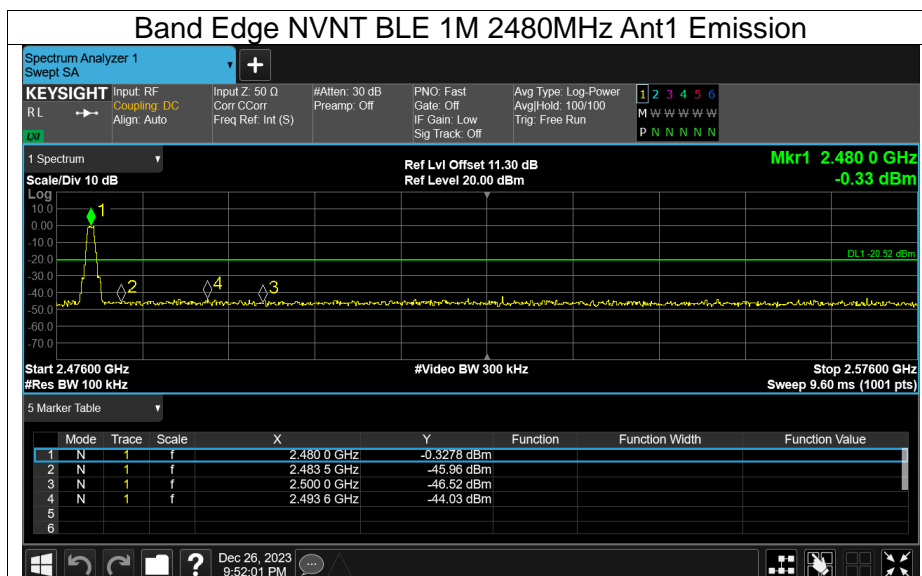 Band Edge NVNT BLE 1M 2480MHz Ant1 Emission
Spectrum Analyzer 1
Swept SA
KEYSIGHT Input: RF Input Z: 50 Ω #Atten: 30 dB PNO: Fast Avg Type: Log-Power 1 2 3 4 5 6
RL Coupling: DC Corr CCorr Preamp: Off Gate: Off Avg|Hold: 100/100 M W W W W W
Align: Auto Freq Ref: Int (S) IF Gain: Low Trig: Free Run
LXI Sig Track: Off P N N N N N
1 Spectrum Ref Lvl Offset 11.30 dB Mkr1 2.480 0 GHz
Scale/Div 10 dB Ref Level 20.00 dBm -0.33 dBm
Log
10.0 1
0.00
-10.0
-20.0 DL1 -20.52 dBm
-30.0
-40.0 2 4 3
-50.0
-60.0
-70.0
Start 2.47600 GHz #Video BW 300 kHz Stop 2.57600 GHz
#Res BW 100 kHz Sweep 9.60 ms (1001 pts)
5 Marker Table
Mode Trace Scale X Y Function Function Width Function Value
1 N 1 f 2.480 0 GHz -0.3278 dBm
2 N 1 f 2.483 5 GHz -45.96 dBm
3 N 1 f 2.500 0 GHz -46.52 dBm
4 N 1 f 2.493 6 GHz -44.03 dBm
5
6
? Dec 26, 2023
9:52:01 PM